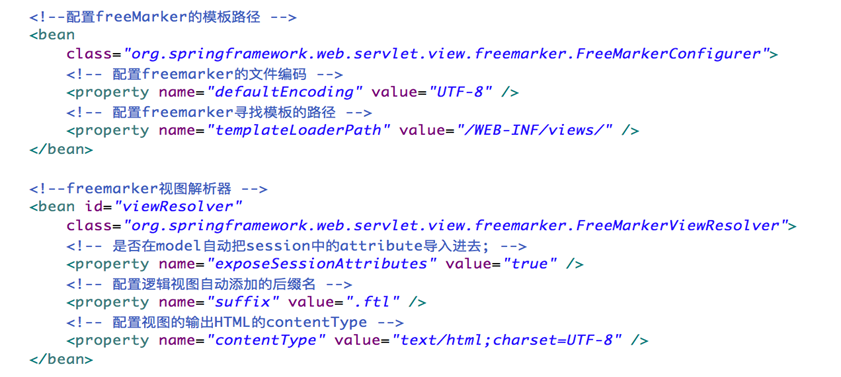 <!--配置freeMarker的模板路径 -->
<bean
class="org.springframework.web.servlet.view.freemarker.FreeMarkerConfigurer">
<!-- 配置freemarker的文件编码 -->
<property name="defaultEncoding" value="UTF-8" />
<!-- 配置freemarker寻找模板的路径 -->
<property name="templateLoaderPath" value="/WEB-INF/views/" />
</bean>
<!--freemarker视图解析器 -->
<bean id="viewResolver"
class="org.springframework.web.servlet.view.freemarker.FreeMarkerViewResolver">
<!-- 是否在model自动把session中的attribute导入进去; -->
<property name="exposeSessionAttributes" value="true" />
<!-- 配置逻辑视图自动添加的后缀名 -->
<property name="suffix" value=".ftl" />
<!-- 配置视图的输出HTML的contentType -->
<property name="contentType" value="text/html;charset=UTF-8" />
</bean>